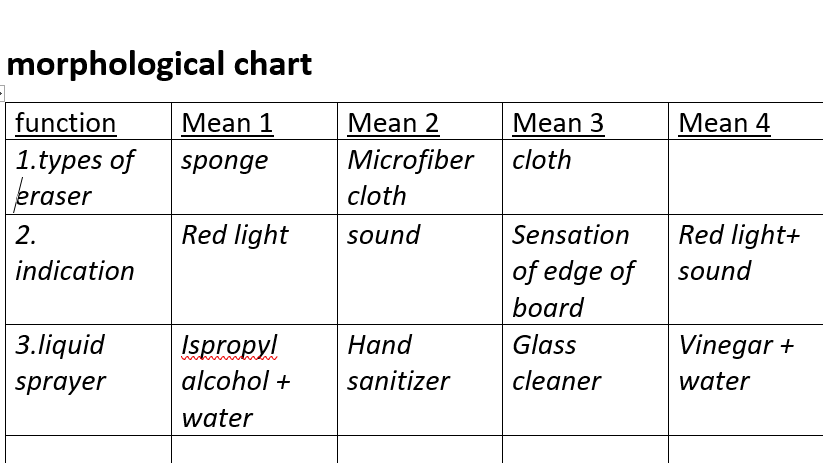 morphological chart
function Mean 1 Mean 2 Mean 3 Mean 4
1.types of sponge Microfiber cloth
eraser cloth
2. Red light sound Sensation Red light+
indication of edge of sound
board
3.liquid Ispropyl Hand Glass Vinegar +
sprayer alcohol + sanitizer cleaner water
water